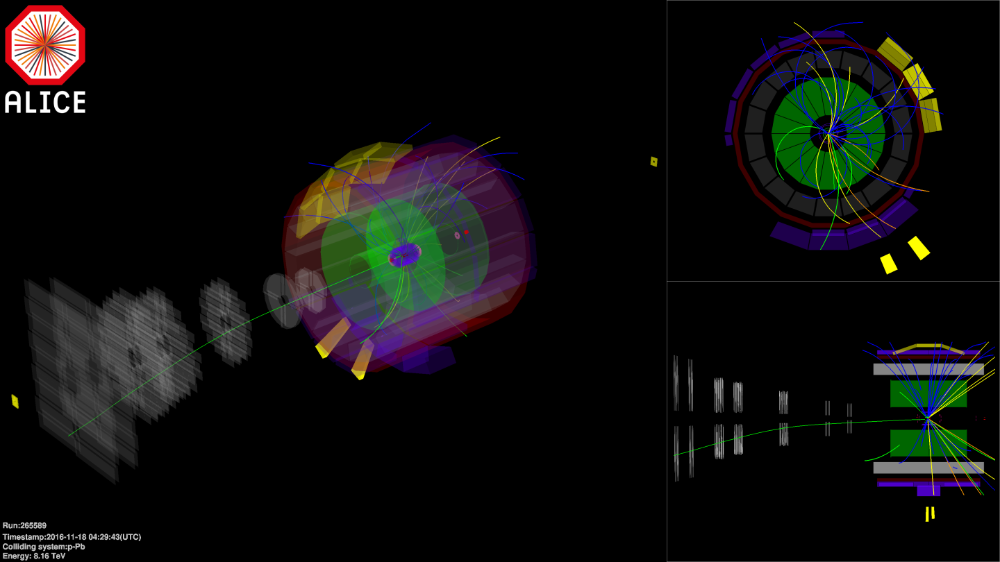 ALICE
Run:265589
Timestamp:2016-11-18 04:29:43(UTC)
Colliding system:p-Pb
Energy: 8.16 TeV